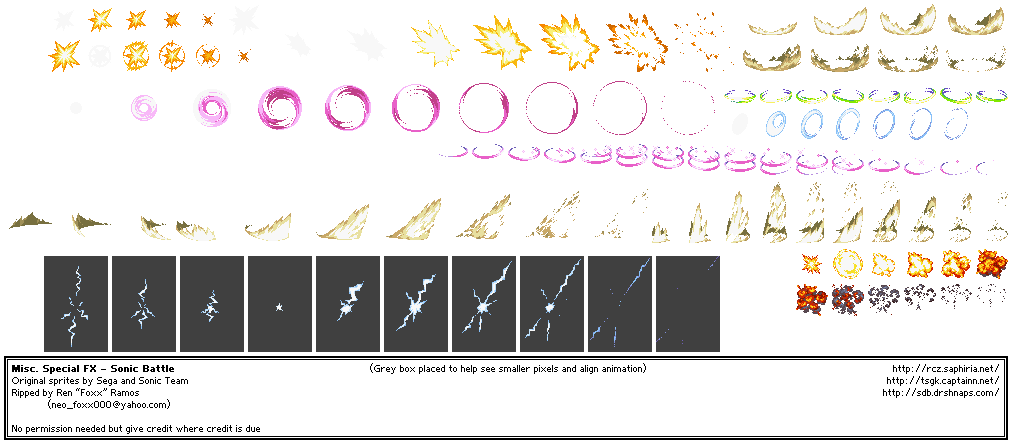 Misc. Special FX - Sonic Battle
(Grey box placed to help see smaller pixels and align animation)
http://rcz.saphiria.net/
Original sprites by Sega and Sonic Team
http://tsgk.captainn.net/
Ripped by Ren "Foxx" Ramos
http://sdb.drshnaps.com/
(neo_foxx000@yahoo.com)
No permission needed but give credit where credit is due